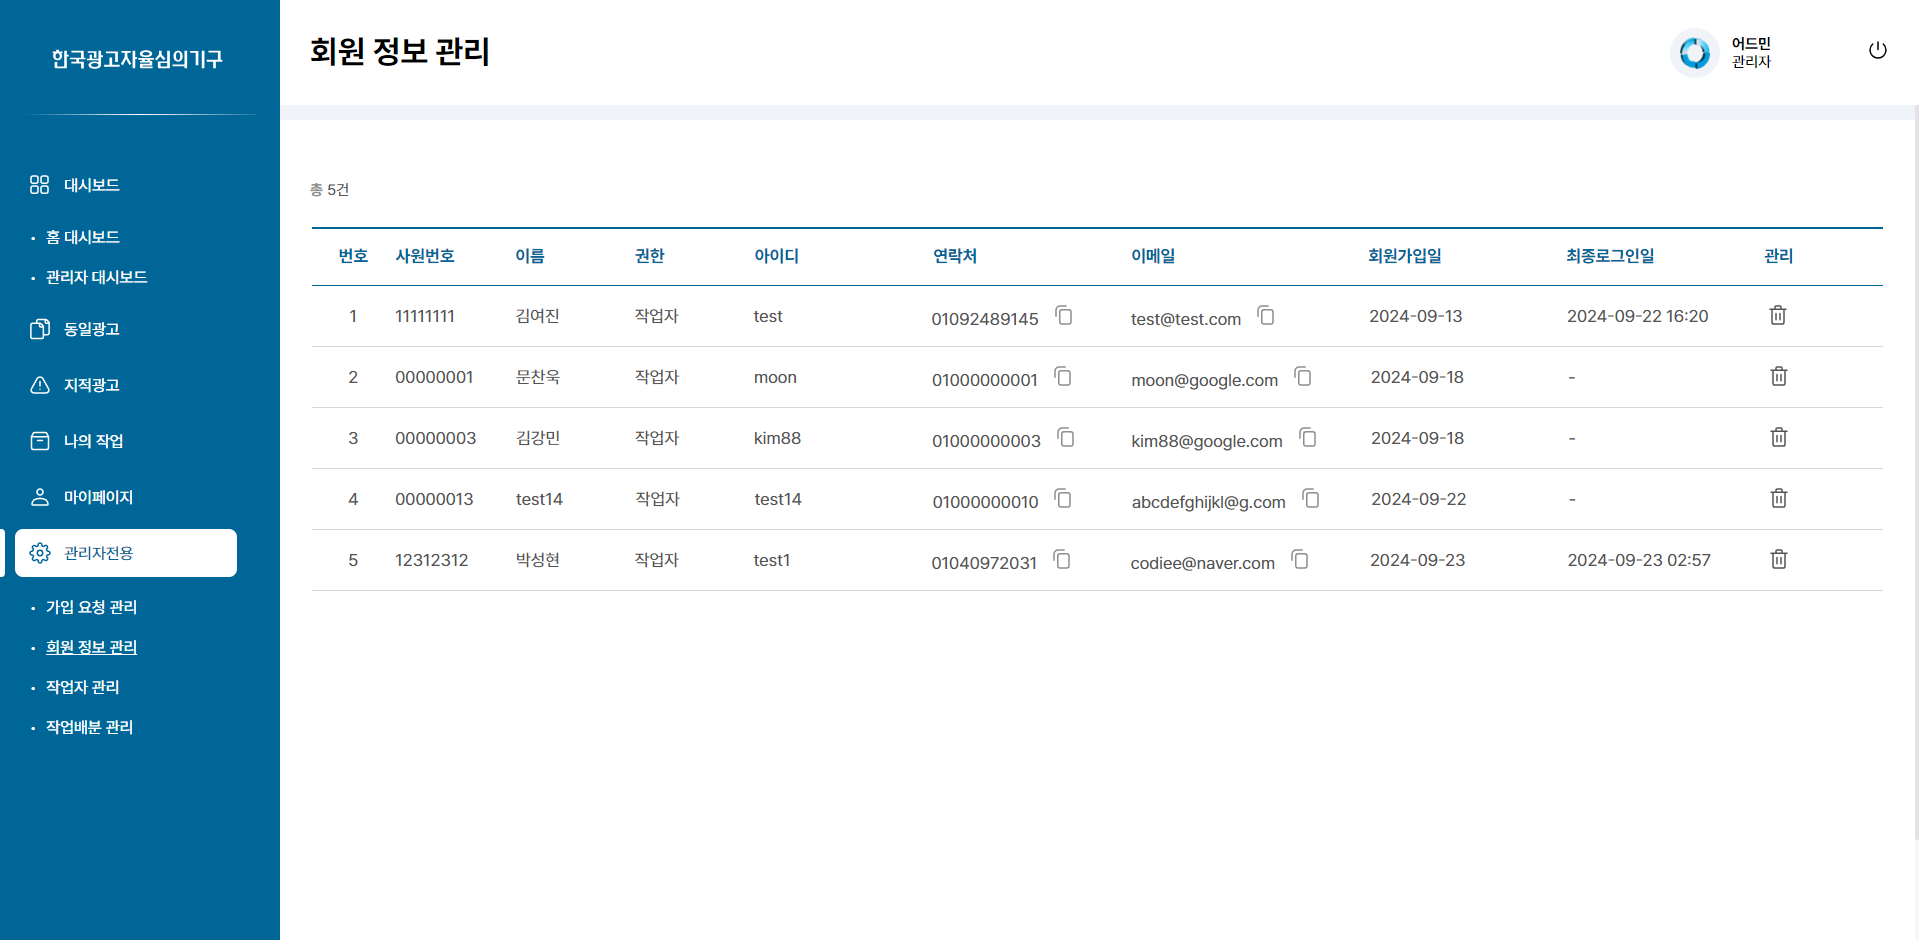 한국광고자율심의기구
대시보드
· 홈 대시보드
· 관리자 대시보드
동일광고
지적광고
나의 작업
마이페이지
관리자전용
· 가입 요청 관리
· 회원 정보 관리
· 작업자 관리
· 작업배분 관리
회원 정보 관리
어드민
관리자
총 5건
번호 사원번호 이름 권한 아이디 연락처 이메일 회원가입일 최종로그인일 관리
1 11111111 김여진 작업자 test 01092489145 test@test.com 2024-09-13 2024-09-22 16:20
2 00000001 문찬욱 작업자 moon 01000000001 moon@google.com 2024-09-18 -
3 00000003 김강민 작업자 kim88 01000000003 kim88@google.com 2024-09-18 -
4 00000013 test14 작업자 test14 01000000010 abcdefghijkl@g.com 2024-09-22 -
5 12312312 박성현 작업자 test1 01040972031 codiee@naver.com 2024-09-23 2024-09-23 02:57